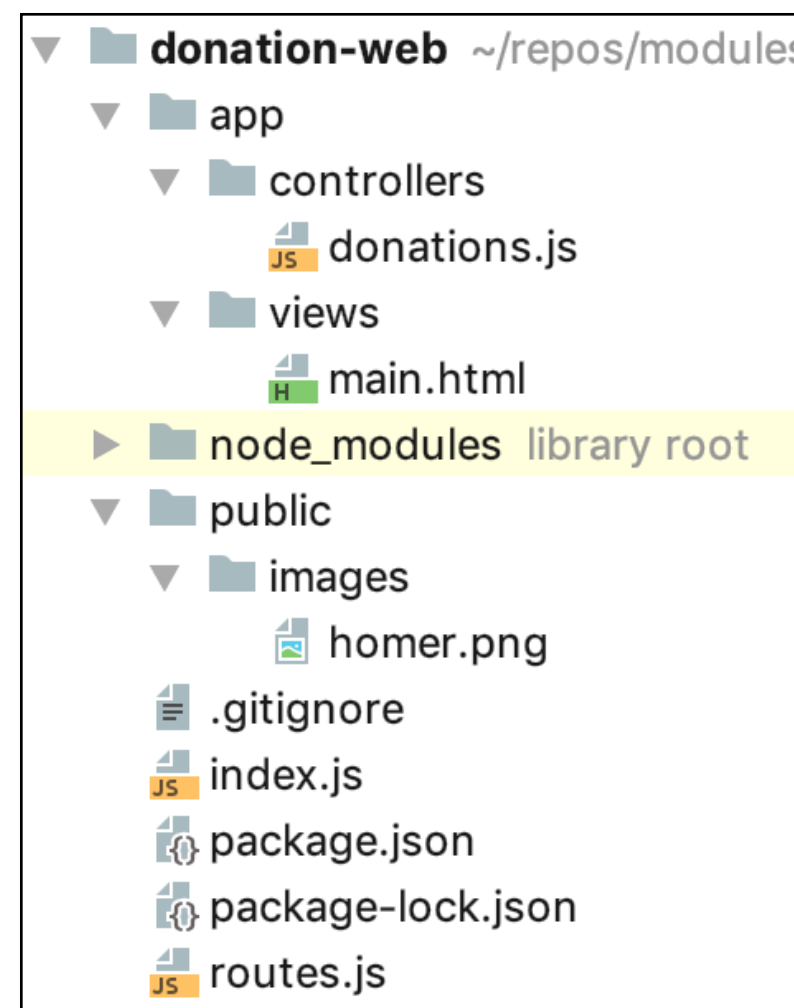 donation-web ~/repos/modules
app
controllers
JS donations.js
views
H main.html
node_modules library root
public
images
homer.png
.gitignore
JS index.js
{} package.json
{} package-lock.json
JS routes.js